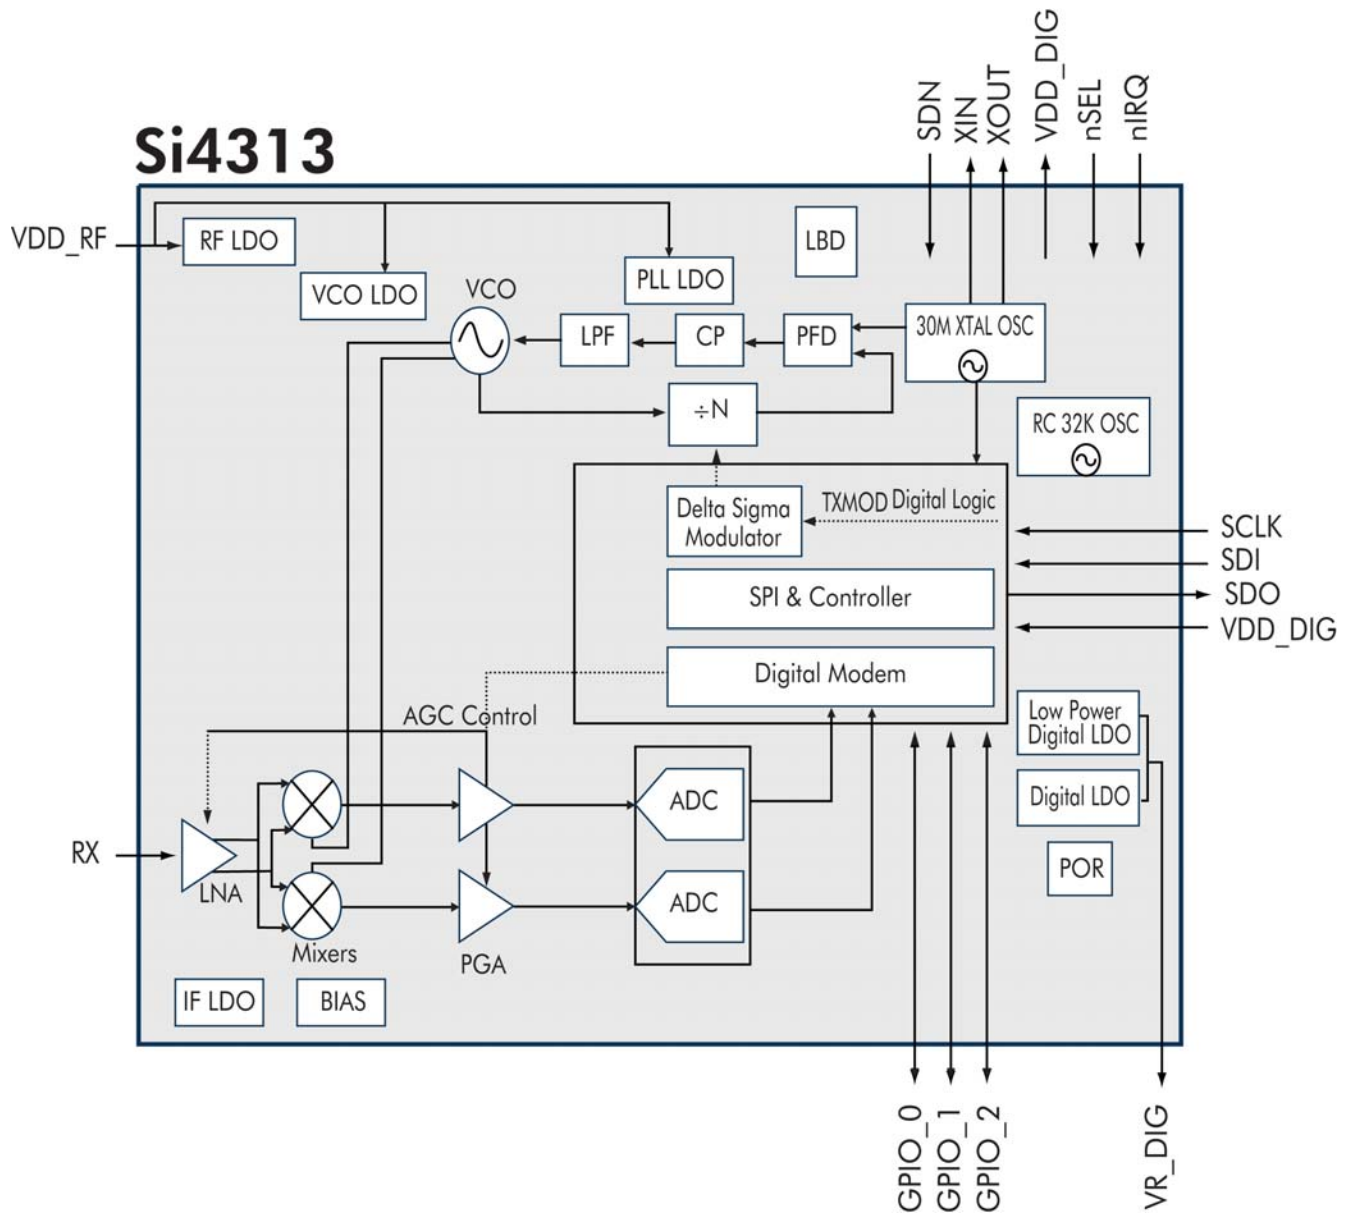 Si4313
SDN
XIN
XOUT
VDD_DIG
nSEL
nIRQ
VDD_RF
RF LDO
LBD
VCO LDO
VCO
PLL LDO
LPF
CP
PFD
30M XTAL OSC
÷N
RC 32K OSC
Delta Sigma
Modulator
TXMOD
Digital Logic
SCLK
SDI
SDO
VDD_DIG
SPI & Controller
Digital Modem
AGC Control
Low Power
Digital LDO
Digital LDO
ADC
RX
LNA
POR
ADC
Mixers
PGA
IF LDO
BIAS
GPIO_0
GPIO_1
GPIO_2
VR_DIG